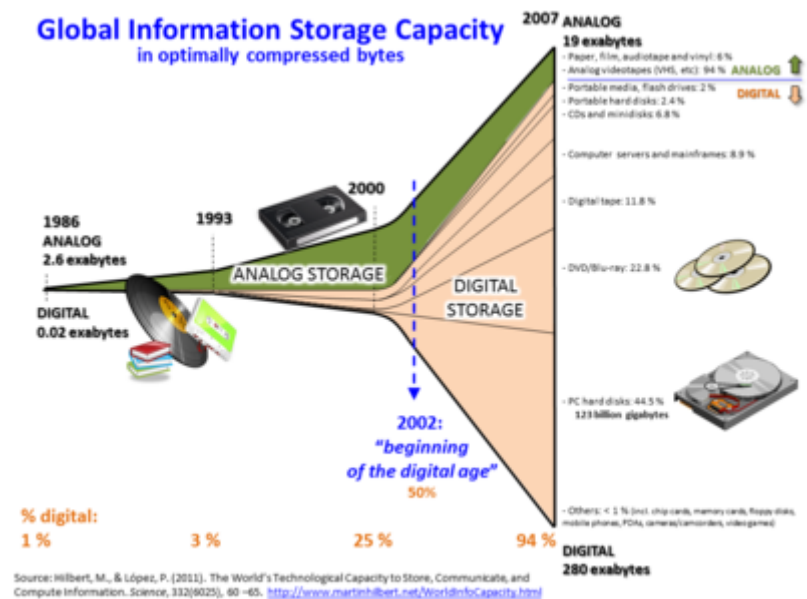 Global Information Storage Capacity
in optimally compressed bytes
2007 ANALOG
19 exabytes
- Paper, film, audiotape and vinyl: 6 %
- Analog videotapes (VHS, etc): 94 % ANALOG
- Portable media, flash drives: 2 % DIGITAL
- Portable hard disks: 2.4 %
- CDs and minidisks: 6.8 %
- Computer servers and mainframes: 8.9 %
- Digital tape: 11.8 %
- DVD/Blu-ray: 22.8 %
- PC hard disks: 44.5 %
123 billion gigabytes
- Others: < 1 % (incl. chip cards, memory cards, floppy disks,
mobile phones, PDAs, cameras/camcorders, video games)
DIGITAL
280 exabytes
1986
ANALOG
2.6 exabytes
DIGITAL
0.02 exabytes
1993
2000
ANALOG STORAGE
DIGITAL
STORAGE
2002:
"beginning
of the digital age"
50%
% digital:
1 % 3 % 25 % 94 %
Source: Hilbert, M., & López, P. (2011). The World's Technological Capacity to Store, Communicate, and
Compute Information. Science, 332(6025), 60 –65. http://www.martinhilbert.net/WorldInfoCapacity.html